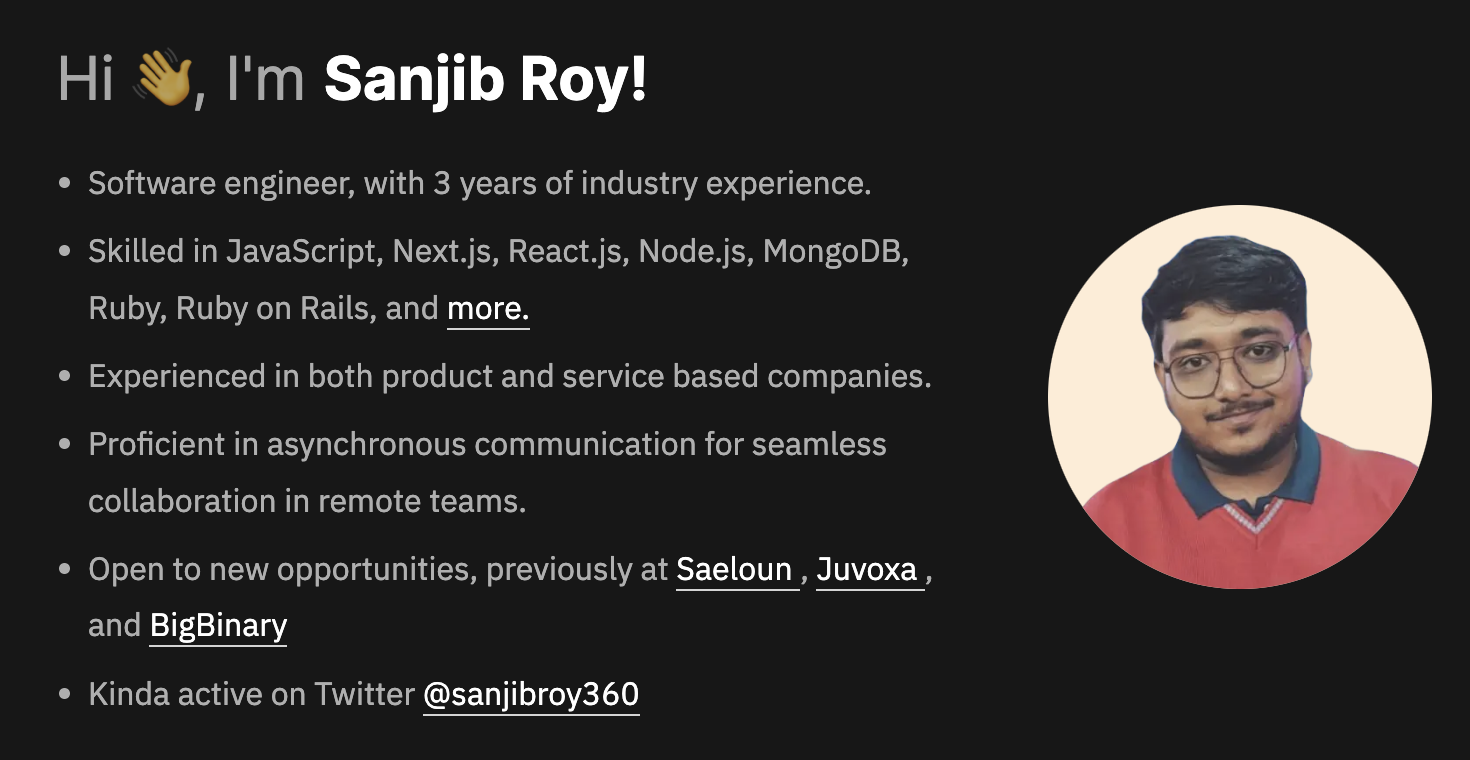 Hi 👋, I'm Sanjib Roy!
• Software engineer, with 3 years of industry experience.
• Skilled in JavaScript, Next.js, React.js, Node.js, MongoDB,
Ruby, Ruby on Rails, and more.
• Experienced in both product and service based companies.
• Proficient in asynchronous communication for seamless
collaboration in remote teams.
• Open to new opportunities, previously at Saeloun , Juvoxa ,
and BigBinary
• Kinda active on Twitter @sanjibroy360